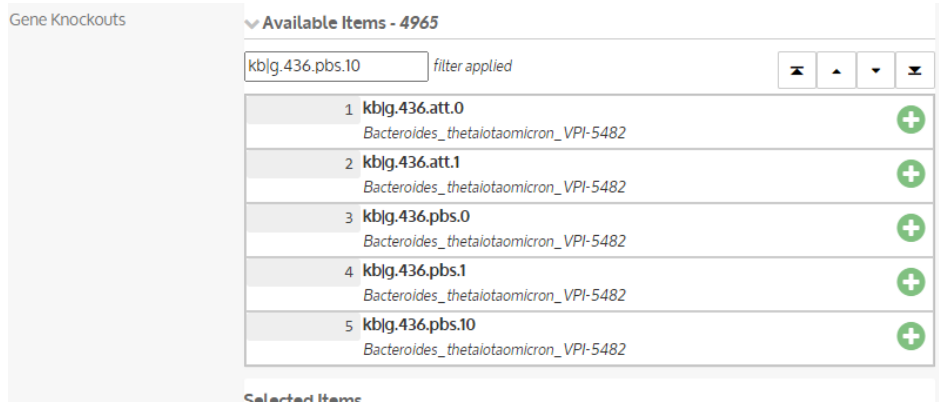 Gene Knockouts
Available Items - 4965
kb|g.436.pbs.10 filter applied
1 kb|g.436.att.0
Bacteroides_thetaiotaomicron_VPI-5482
2 kb|g.436.att.1
Bacteroides_thetaiotaomicron_VPI-5482
3 kb|g.436.pbs.0
Bacteroides_thetaiotaomicron_VPI-5482
4 kb|g.436.pbs.1
Bacteroides_thetaiotaomicron_VPI-5482
5 kb|g.436.pbs.10
Bacteroides_thetaiotaomicron_VPI-5482
Selected Items